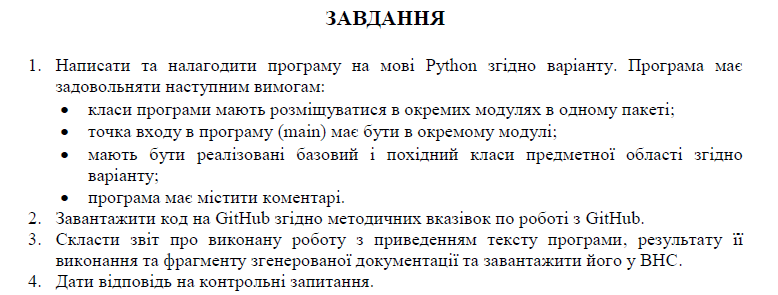 ЗАВДАННЯ
1. Написати та налагодити програму на мові Python згідно варіанту. Програма має
задовольняти наступним вимогам:
• класи програми мають розміщуватися в окремих модулях в одному пакеті;
• точка входу в програму (main) має бути в окремому модулі;
• мають бути реалізовані базовий і похідний класи предметної області згідно
варіанту;
• програма має містити коментарі.
2. Завантажити код на GitHub згідно методичних вказівок по роботі з GitHub.
3. Скласти звіт про виконану роботу з приведенням тексту програми, результату її
виконання та фрагменту згенерованої документації та завантажити його у ВНС.
4. Дати відповідь на контрольні запитання.